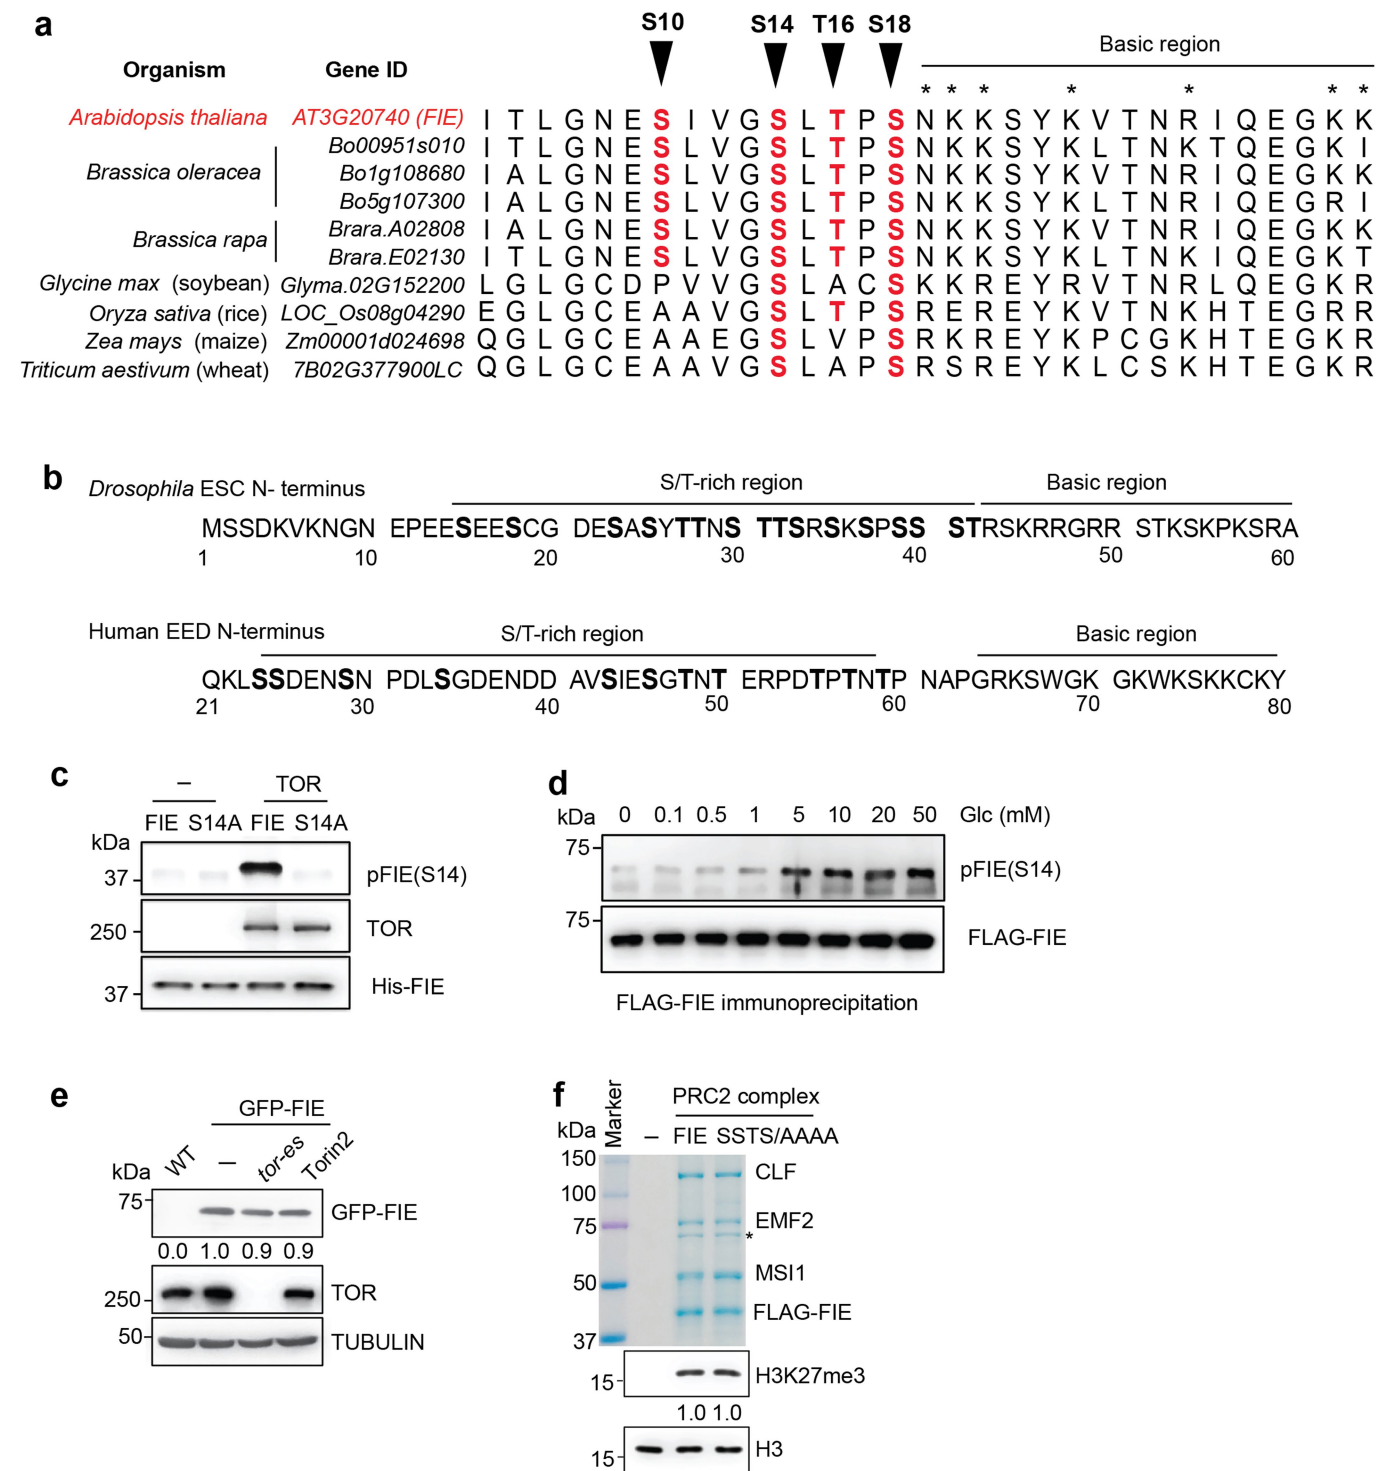 a
S10 S14 T16 S18
Basic region
Organism Gene ID
* * * * * * *
Arabidopsis thaliana AT3G20740 (FIE) I T L G N E S I V G S L T P S N K K S Y K V T N R I Q E G K K
Bo00951s010 I T L G N E S L V G S L T P S N K K S Y K L T N K T Q E G K I
Brassica oleracea Bo1g108680 I A L G N E S L V G S L T P S N K K S Y K V T N R I Q E G K K
Bo5g107300 I A L G N E S L V G S L T P S N K K S Y K L T N R I Q E G R I
Brassica rapa Brara.A02808 I A L G N E S L V G S L T P S N K K S Y K V T N R I Q E G K K
Brara.E02130 I T L G N E S L V G S L T P S N K K S Y K L T N K I Q E G K T
Glycine max (soybean) Glyma.02G152200 L G L G C D P V V G S L A C S K K R E Y R V T N R L Q E G K R
Oryza sativa (rice) LOC_Os08g04290 E G L G C E A A V G S L T P S R E R E Y K V T N K H T E G R R
Zea mays (maize) Zm00001d024698 Q G L G C E A A E G S L V P S R K R E Y K P C G K H T E G K R
Triticum aestivum (wheat) 7B02G377900LC Q G L G C E A A V G S L A P S R S R E Y K L C S K H T E G K R
b
Drosophila ESC N- terminus
S/T-rich region Basic region
MSSDKVKNGN EPEESEESCG DESASYTTNS TTSRSKSPSS STRSKRRGRR STKSKPKSRA
1 10 20 30 40 50 60
Human EED N-terminus
S/T-rich region Basic region
QKLSSDENSN PDLSGDENDD AVSIESGTNT ERPDTPTNTP NAPGRKSWGK GKWKSKKCKY
21 30 40 50 60 70 80
c
– TOR
FIE S14A FIE S14A
kDa
37 pFIE(S14)
250 TOR
37 His-FIE
d
kDa 0 0.1 0.5 1 5 10 20 50 Glc (mM)
75 pFIE(S14)
75 FLAG-FIE
FLAG-FIE immunoprecipitation
e
GFP-FIE
kDa WT – tor-es Torin2
75 GFP-FIE
0.0 1.0 0.9 0.9
250 TOR
50 TUBULIN
f
Marker
PRC2 complex
kDa – FIE SSTS/AAAA
150 CLF
100
75 EMF2
*
50 MSI1
FLAG-FIE
37
15 H3K27me3
1.0 1.0
15 H3